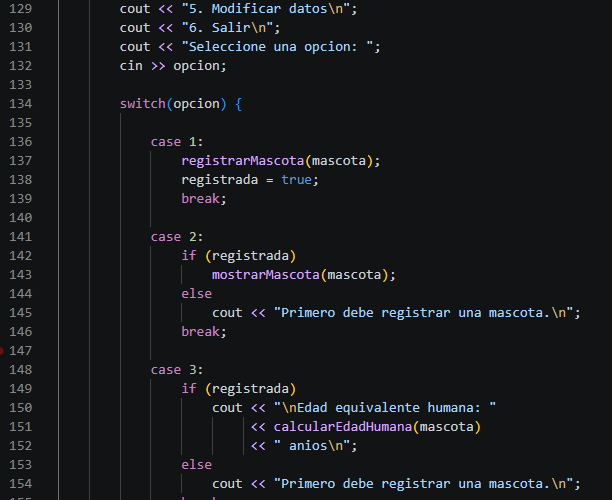 129 cout << "5. Modificar datos\n";
130 cout << "6. Salir\n";
131 cout << "Seleccione una opcion: ";
132 cin >> opcion;
133
134 switch(opcion) {
135
136 case 1:
137 registrarMascota(mascota);
138 registrada = true;
139 break;
140
141 case 2:
142 if (registrada)
143 mostrarMascota(mascota);
144 else
145 cout << "Primero debe registrar una mascota.\n";
146 break;
147
148 case 3:
149 if (registrada)
150 cout << "\nEdad equivalente humana: "
151 << calcularEdadHumana(mascota)
152 << " anios\n";
153 else
154 cout << "Primero debe registrar una mascota.\n";